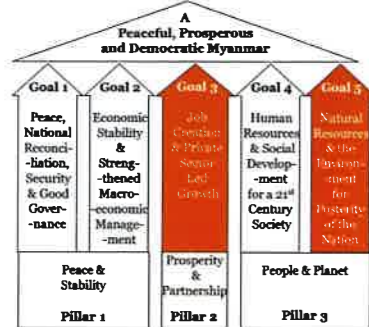 A
Peaceful, Prosperous
and Democratic Myanmar
Goal 1
Peace,
National
Reconci-
liation,
Security
& Good
Gover-
nance
Goal 2
Economic
Stability
&
Streng-
thened
Macro-
economic
Manage-
ment
Goal 3
Job
Creation
& Private
Sector
Led
Growth
Goal 4
Human
Resources
& Social
Develop-
ment
for a 21st
Century
Society
Goal 5
Natural
Resources
& the
Environ-
ment
for
Posterity
of the
Nation
Peace &
Stability
Pillar 1
Prosperity
&
Partnership
Pillar 2
People & Planet
Pillar 3